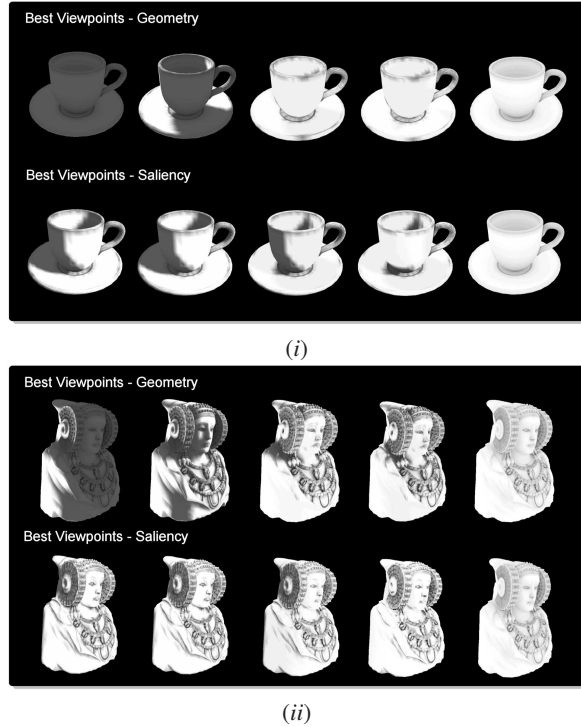 Best Viewpoints - Geometry
Best Viewpoints - Saliency
(i)
Best Viewpoints - Geometry
Best Viewpoints - Saliency
(ii)